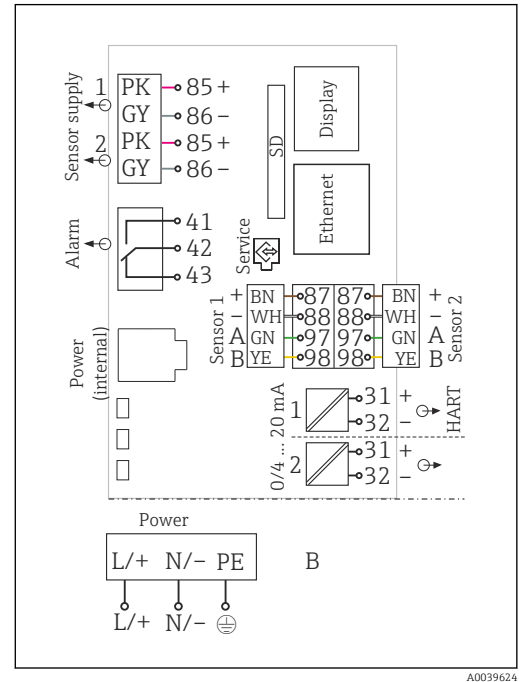 Sensor supply
1 PK 85 +
GY 86 –
2 PK 85 +
GY 86 –
Display
SD
Ethernet
Alarm
41
42
43
Service
Sensor 1
+ BN 87 87 BN +
– WH 88 88 WH –
A GN 97 97 GN A
B YE 98 98 YE B
Sensor 2
Power
(internal)
0/4 ... 20 mA
1 31 +
32 –
HART
2 31 +
32 –
Power
L/+ N/– PE
B
L/+ N/–
A0039624